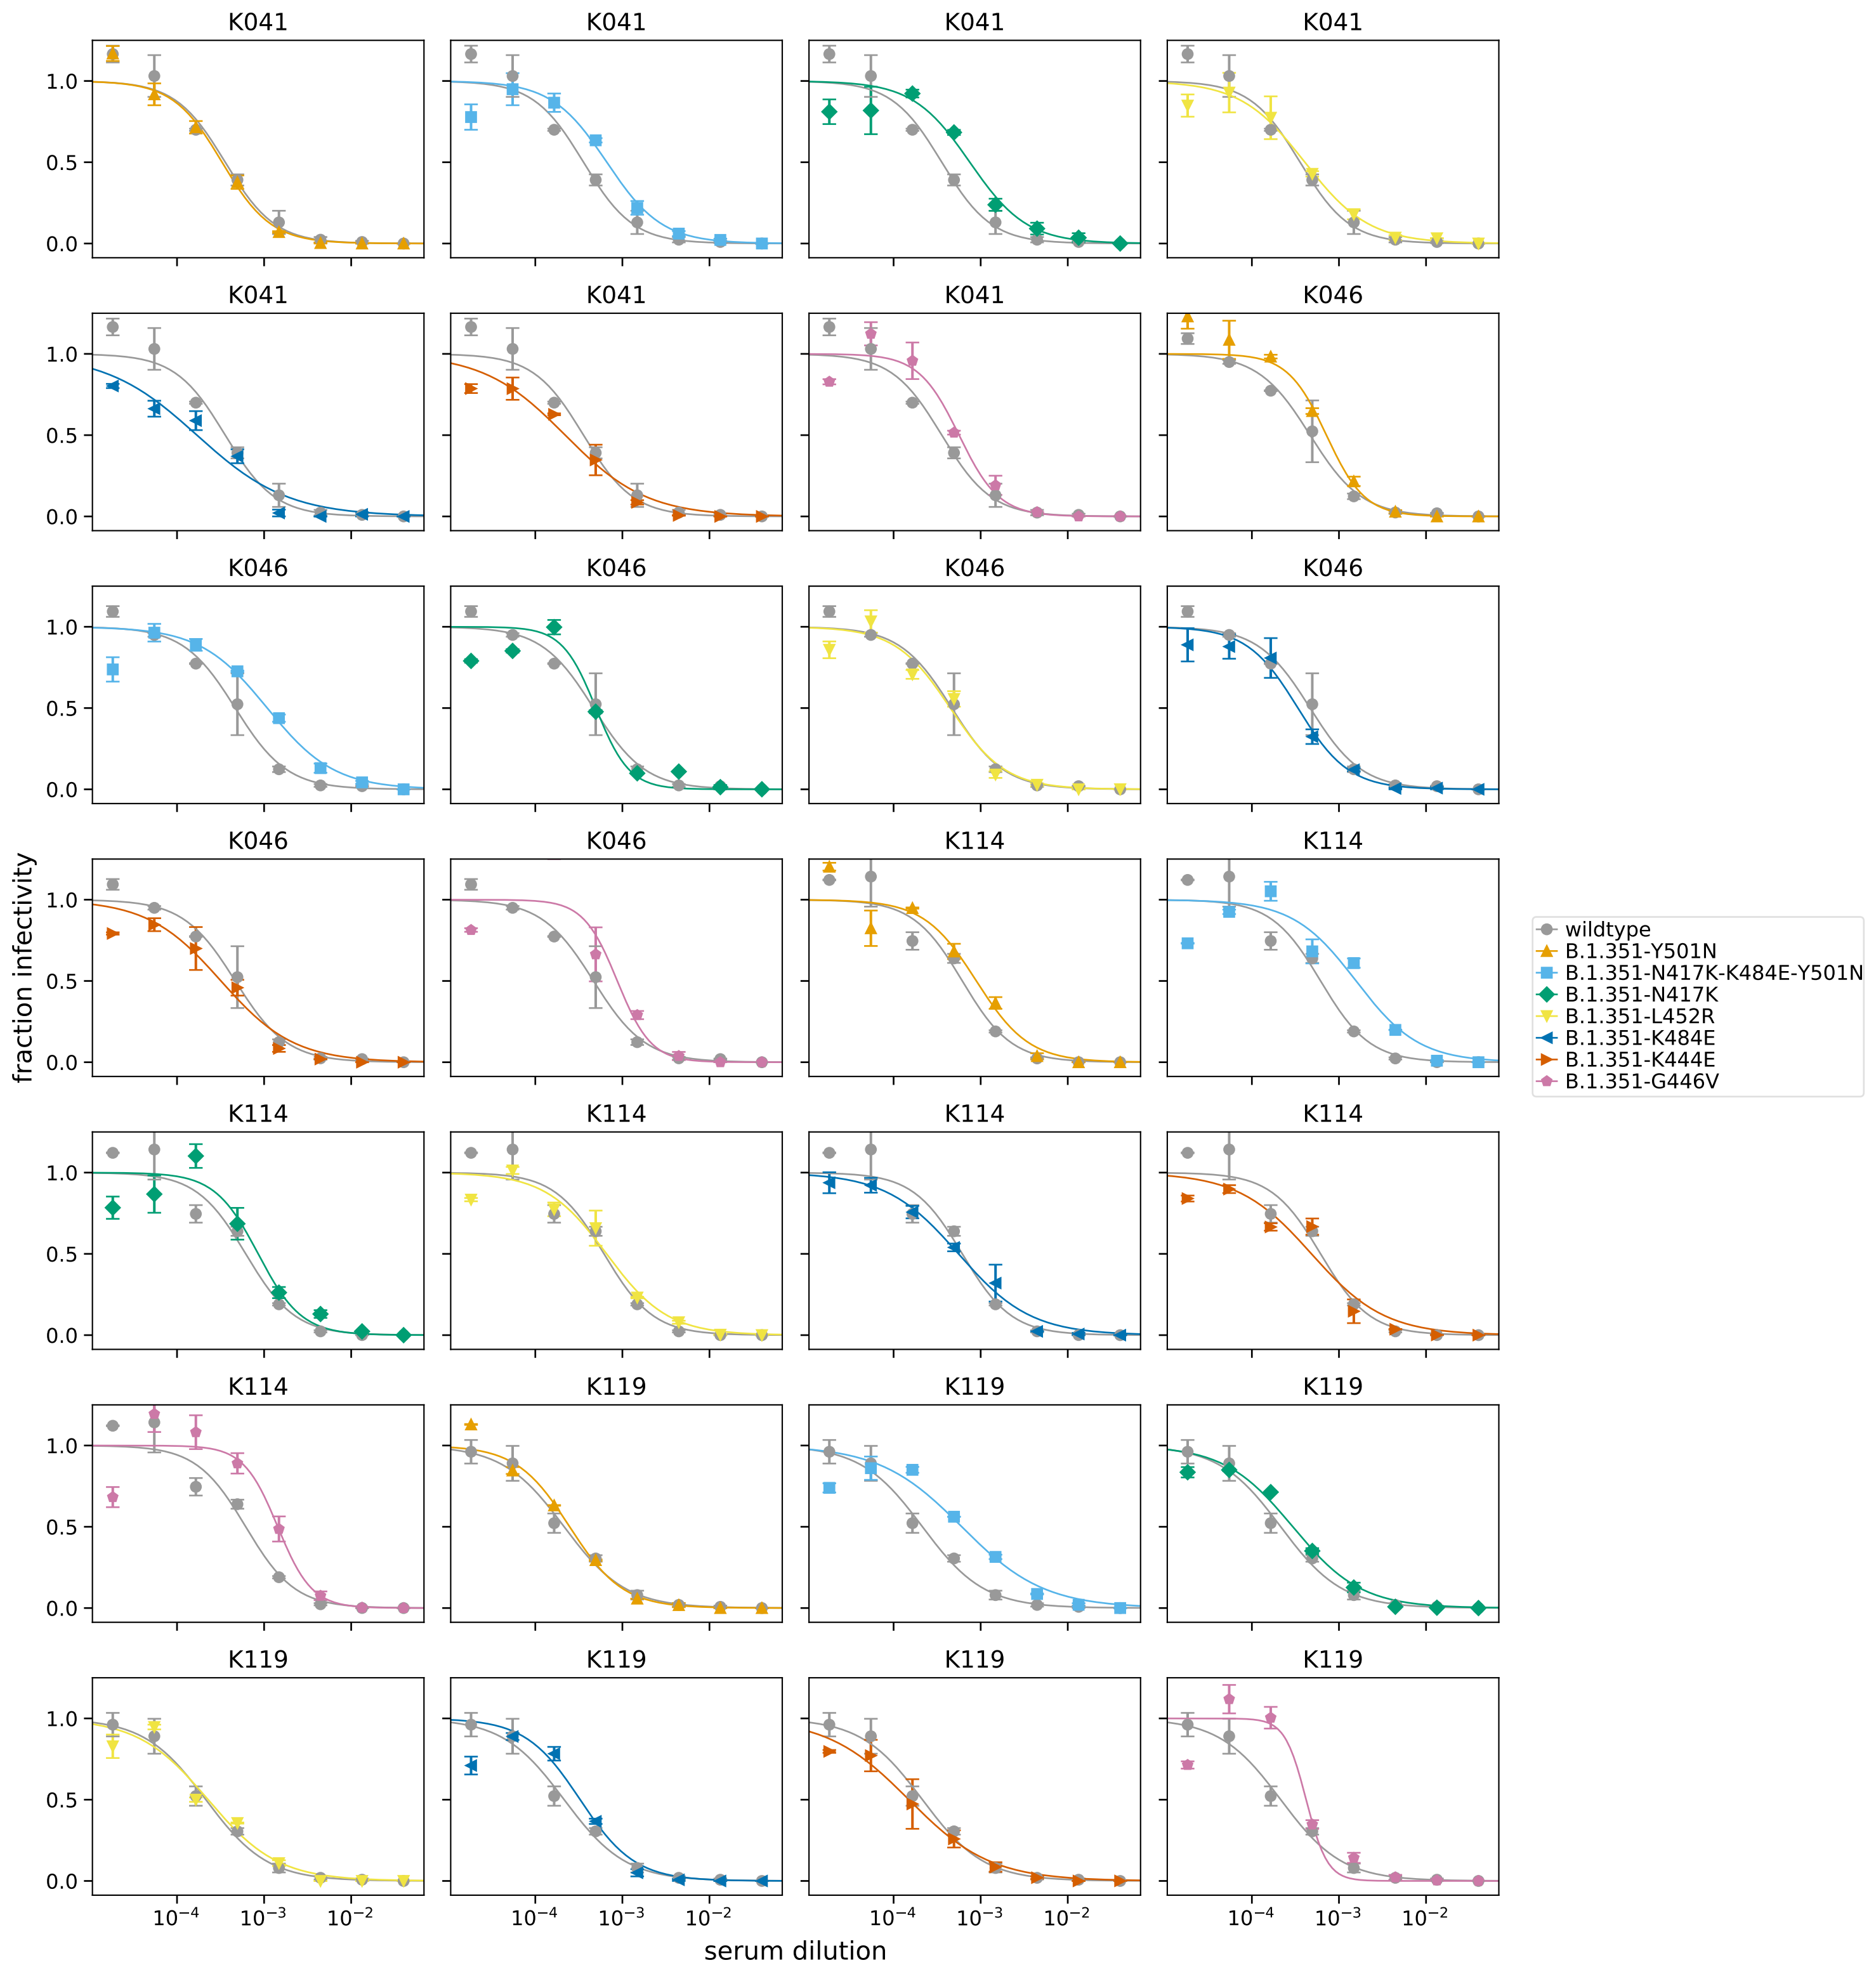 K041 K041 K041 K041
1.0
0.5
0.0
K041 K041 K041 K046
1.0
0.5
0.0
K046 K046 K046 K046
1.0
0.5
0.0
K046 K046 K114 K114
1.0
0.5
0.0
K114 K114 K114 K114
1.0
0.5
0.0
K114 K119 K119 K119
1.0
0.5
0.0
K119 K119 K119 K119
1.0
0.5
0.0
10⁻⁴ 10⁻³ 10⁻² 10⁻⁴ 10⁻³ 10⁻² 10⁻⁴ 10⁻³ 10⁻² 10⁻⁴ 10⁻³ 10⁻²
serum dilution
fraction infectivity
wildtype
B.1.351-Y501N
B.1.351-N417K-K484E-Y501N
B.1.351-N417K
B.1.351-L452R
B.1.351-K484E
B.1.351-K444E
B.1.351-G446V